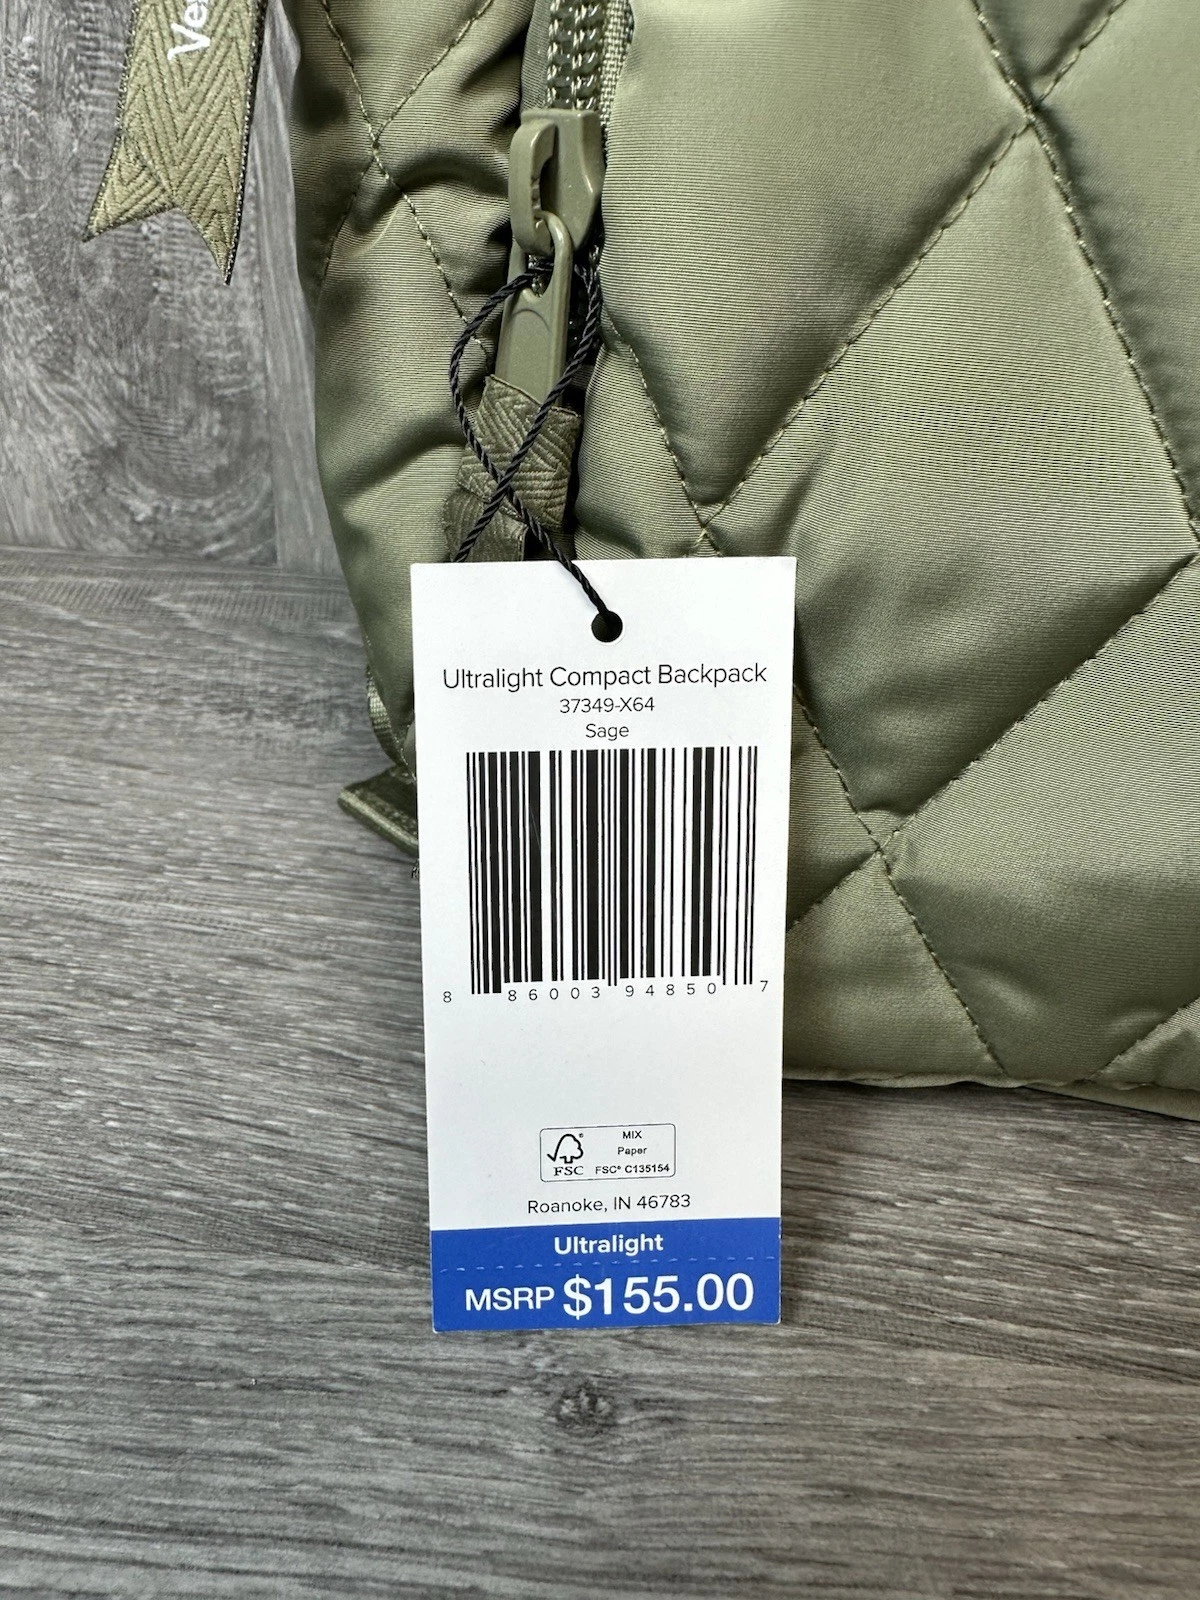 Ultralight Compact Backpack
37349-X64
Sage
8 86003 94850 7
MIX
Paper
FSC® C135154
FSC
Roanoke, IN 46783
Ultralight
MSRP $155.00